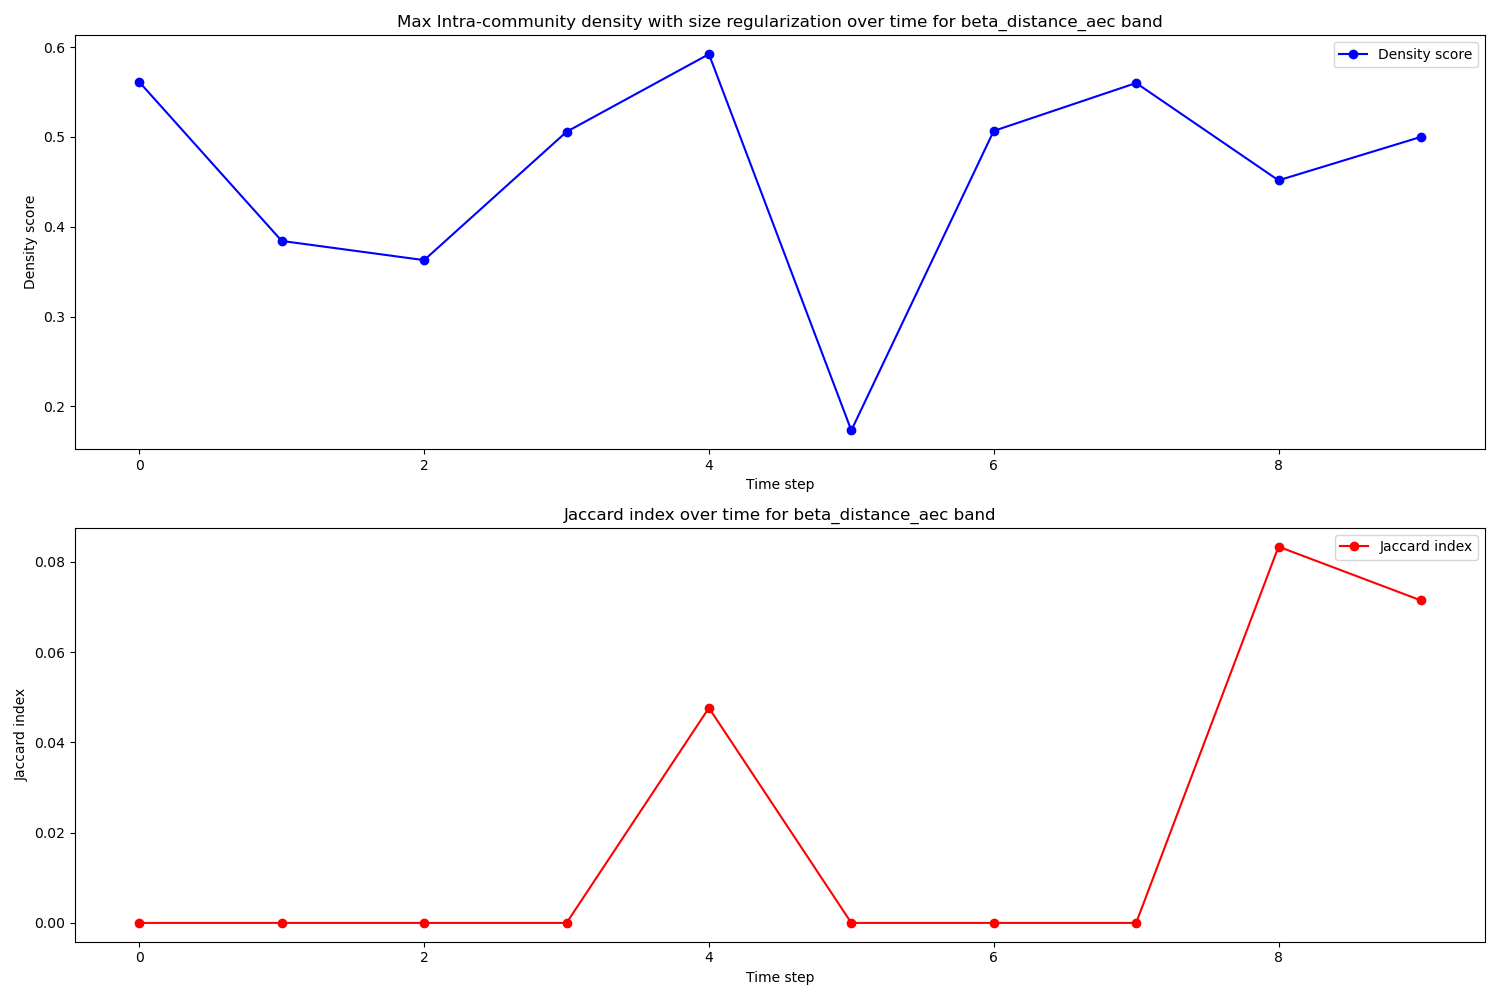 Max Intra-community density with size regularization over time for beta_distance_aec band
Density score
0.6
0.5
0.4
0.3
0.2
Density score
0 2 4 6 8
Time step
Jaccard index over time for beta_distance_aec band
Jaccard index
0.08
0.06
0.04
0.02
0.00
Jaccard index
0 2 4 6 8
Time step